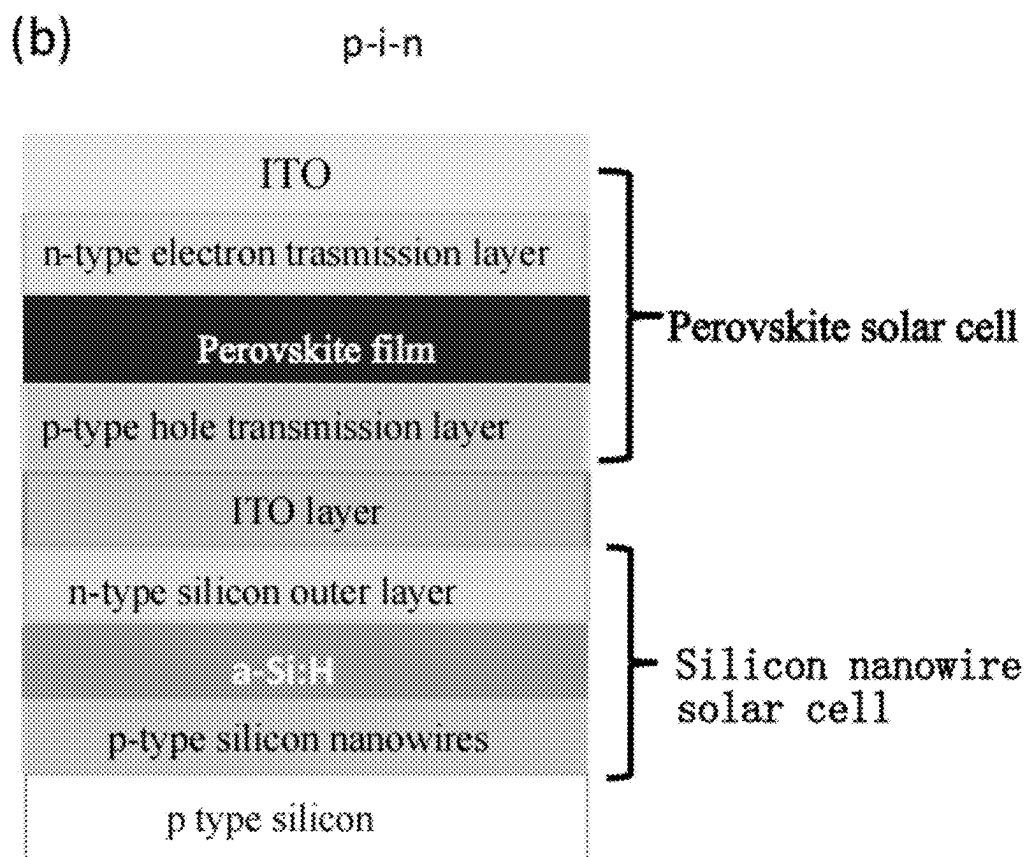 (b)
p-i-n
ITO
n-type electron trasmission layer
Perovskite film
p-type hole transmission layer
ITO layer
n-type silicon outer layer
a-Si:H
p-type silicon nanowires
p type silicon
Perovskite solar cell
Silicon nanowire
solar cell